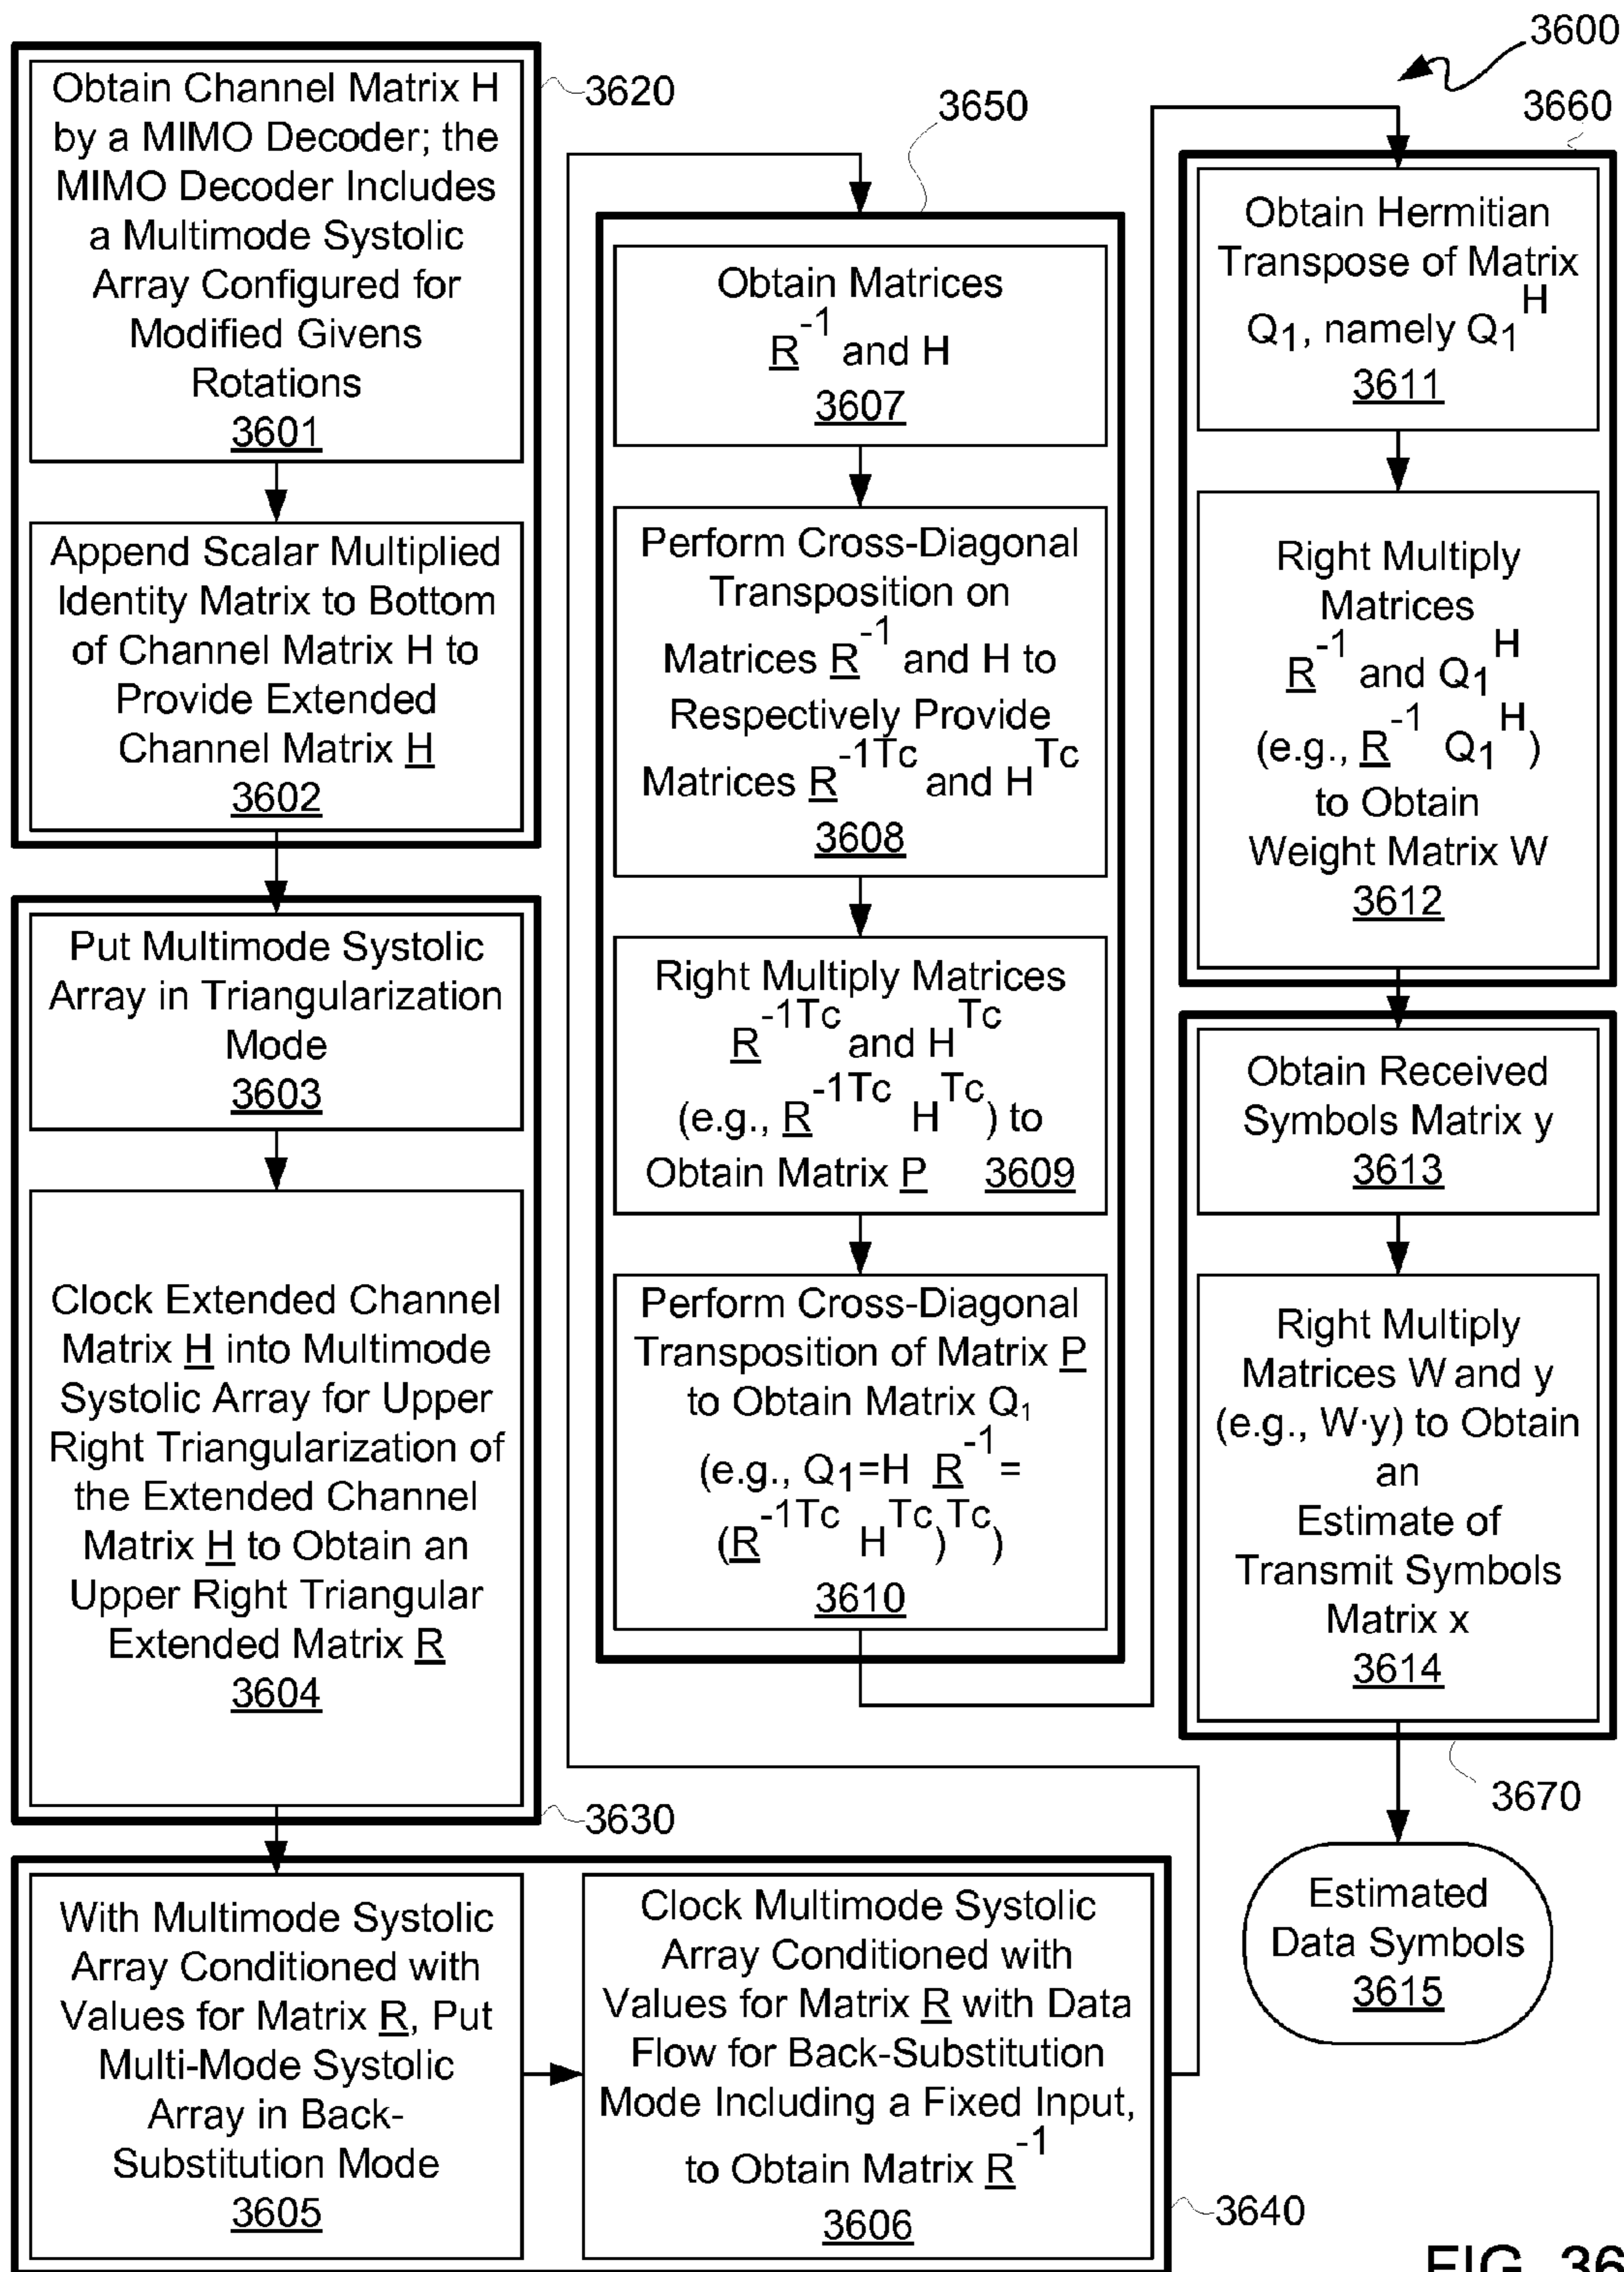 3600
3620
Obtain Channel Matrix H
by a MIMO Decoder; the
MIMO Decoder Includes
a Multimode Systolic
Array Configured for
Modified Givens
Rotations
3601
Append Scalar Multiplied
Identity Matrix to Bottom
of Channel Matrix H to
Provide Extended
Channel Matrix H
3602
Put Multimode Systolic
Array in Triangularization
Mode
3603
Clock Extended Channel
Matrix H into Multimode
Systolic Array for Upper
Right Triangularization of
the Extended Channel
Matrix H to Obtain an
Upper Right Triangular
Extended Matrix R
3604
3630
With Multimode Systolic
Array Conditioned with
Values for Matrix R, Put
Multi-Mode Systolic
Array in Back-
Substitution Mode
3605
Clock Multimode Systolic
Array Conditioned with
Values for Matrix R with Data
Flow for Back-Substitution
Mode Including a Fixed Input,
to Obtain Matrix R-1
3606
3640
3650
Obtain Matrices
R-1 and H
3607
Perform Cross-Diagonal
Transposition on
Matrices R-1 and H to
Respectively Provide
Matrices R-1Tc and HTc
3608
Right Multiply Matrices
R-1Tc and HTc
(e.g., R-1Tc HTc) to
Obtain Matrix P 3609
Perform Cross-Diagonal
Transposition of Matrix P
to Obtain Matrix Q1
(e.g., Q1=H R-1=
(R-1Tc HTc)Tc)
3610
3660
Obtain Hermitian
Transpose of Matrix
Q1, namely Q1H
3611
Right Multiply
Matrices
R-1 and Q1H
(e.g., R-1 Q1H)
to Obtain
Weight Matrix W
3612
Obtain Received
Symbols Matrix y
3613
Right Multiply
Matrices W and y
(e.g., W·y) to Obtain
an
Estimate of
Transmit Symbols
Matrix x
3614
3670
Estimated
Data Symbols
3615
FIG. 36